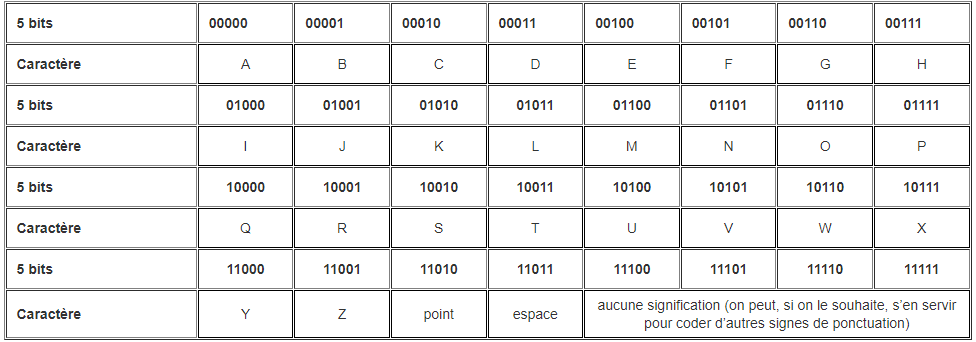 5 bits 00000 00001 00010 00011 00100 00101 00110 00111
Caractère A B C D E F G H
5 bits 01000 01001 01010 01011 01100 01101 01110 01111
Caractère I J K L M N O P
5 bits 10000 10001 10010 10011 10100 10101 10110 10111
Caractère Q R S T U V W X
5 bits 11000 11001 11010 11011 11100 11101 11110 11111
Caractère Y Z point espace aucune signification (on peut, si on le souhaite, s’en servir
pour coder d’autres signes de ponctuation)